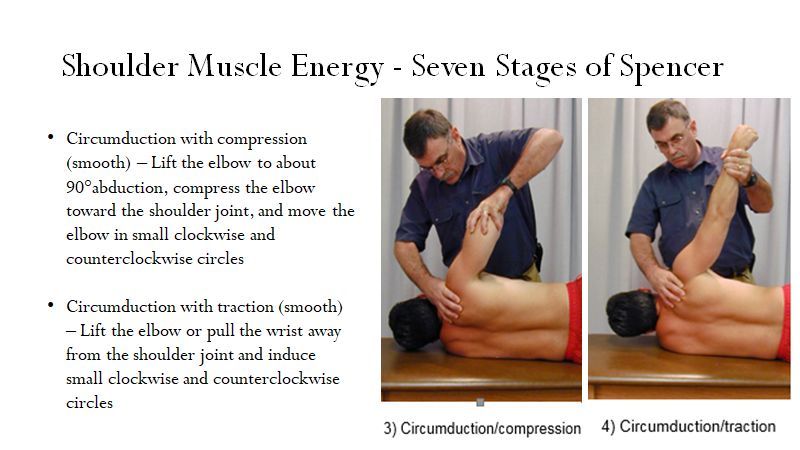 Shoulder Muscle Energy - Seven Stages of Spencer
• Circumduction with compression
(smooth) – Lift the elbow to about
90°abduction, compress the elbow
toward the shoulder joint, and move the
elbow in small clockwise and
counterclockwise circles
• Circumduction with traction (smooth)
– Lift the elbow or pull the wrist away
from the shoulder joint and induce
small clockwise and counterclockwise
circles
3) Circumduction/compression
4) Circumduction/traction